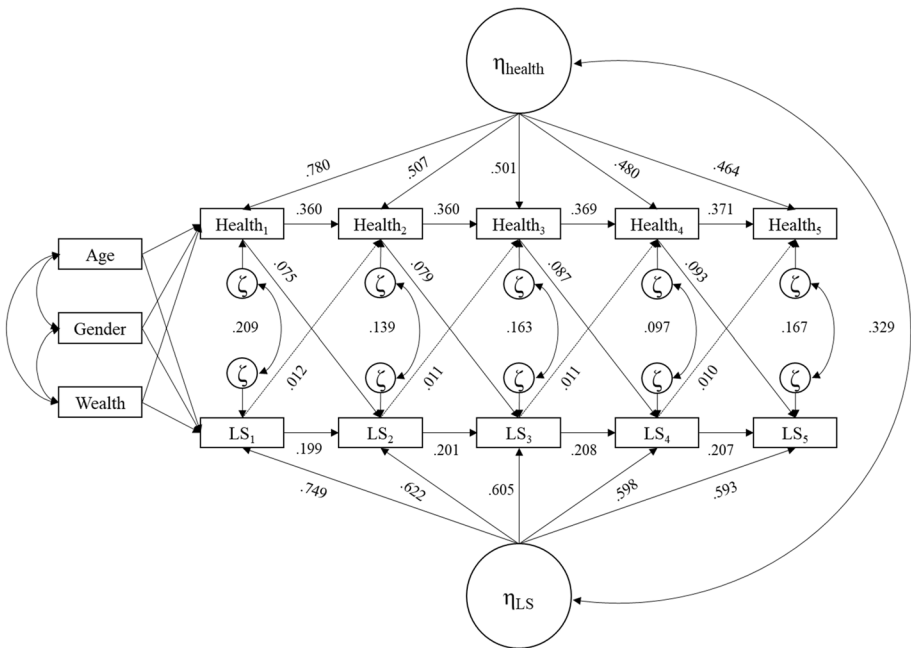 ηhealth
.780
.507
.501
.480
.464
Health₁
.360
Health₂
.360
Health₃
.369
Health₄
.371
Health₅
Age
Gender
Wealth
.075
.079
.087
.093
ζ
ζ
ζ
ζ
ζ
.209
.139
.163
.097
.167
.329
ζ
ζ
ζ
ζ
ζ
.012
.011
.011
.010
LS₁
.199
LS₂
.201
LS₃
.208
LS₄
.207
LS₅
.749
.622
.605
.598
.593
ηLS